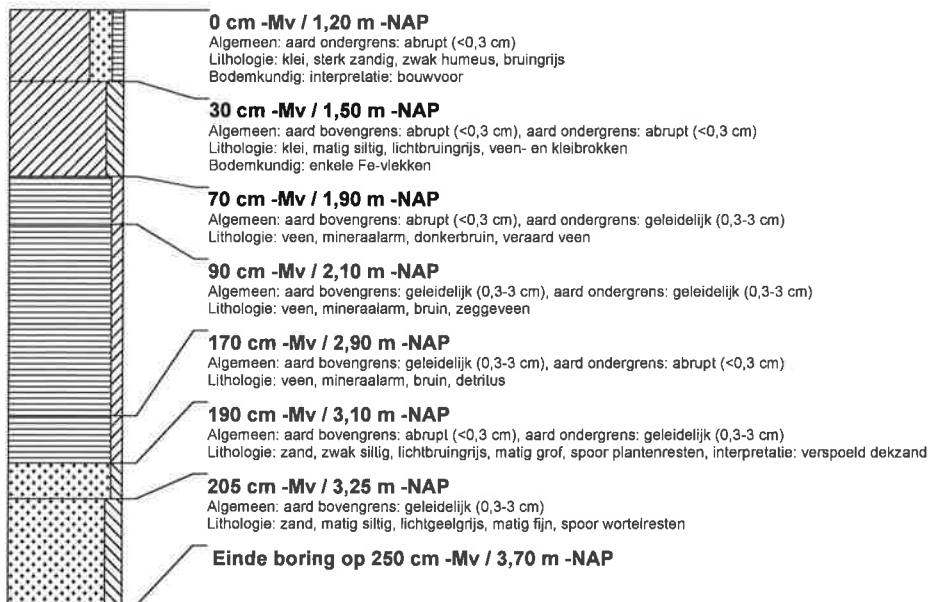 0 cm -Mv / 1,20 m -NAP
Algemeen: aard ondergrens: abrupt (<0,3 cm)
Lithologie: klei, sterk zandig, zwak humeus, bruingrijs
Bodemkundig: interpretatie: bouwvoor
30 cm -Mv / 1,50 m -NAP
Algemeen: aard bovengrens: abrupt (<0,3 cm), aard ondergrens: abrupt (<0,3 cm)
Lithologie: klei, matig siltig, lichtbruingrijs, veen- en kleibrokken
Bodemkundig: enkele Fe-vlekken
70 cm -Mv / 1,90 m -NAP
Algemeen: aard bovengrens: abrupt (<0,3 cm), aard ondergrens: geleidelijk (0,3-3 cm)
Lithologie: veen, mineraalarm, donkerbruin, veraard veen
90 cm -Mv / 2,10 m -NAP
Algemeen: aard bovengrens: geleidelijk (0,3-3 cm), aard ondergrens: geleidelijk (0,3-3 cm)
Lithologie: veen, mineraalarm, bruin, zeggeveen
170 cm -Mv / 2,90 m -NAP
Algemeen: aard bovengrens: geleidelijk (0,3-3 cm), aard ondergrens: abrupt (<0,3 cm)
Lithologie: veen, mineraalarm, bruin, detritus
190 cm -Mv / 3,10 m -NAP
Algemeen: aard bovengrens: abrupt (<0,3 cm), aard ondergrens: geleidelijk (0,3-3 cm)
Lithologie: zand, zwak siltig, lichtbruingrijs, matig grof, spoor plantenresten, interpretatie: verspoeld dekzand
205 cm -Mv / 3,25 m -NAP
Algemeen: aard bovengrens: geleidelijk (0,3-3 cm)
Lithologie: zand, matig siltig, lichtgeelgrijs, matig fijn, spoor wortelresten
Einde boring op 250 cm -Mv / 3,70 m -NAP